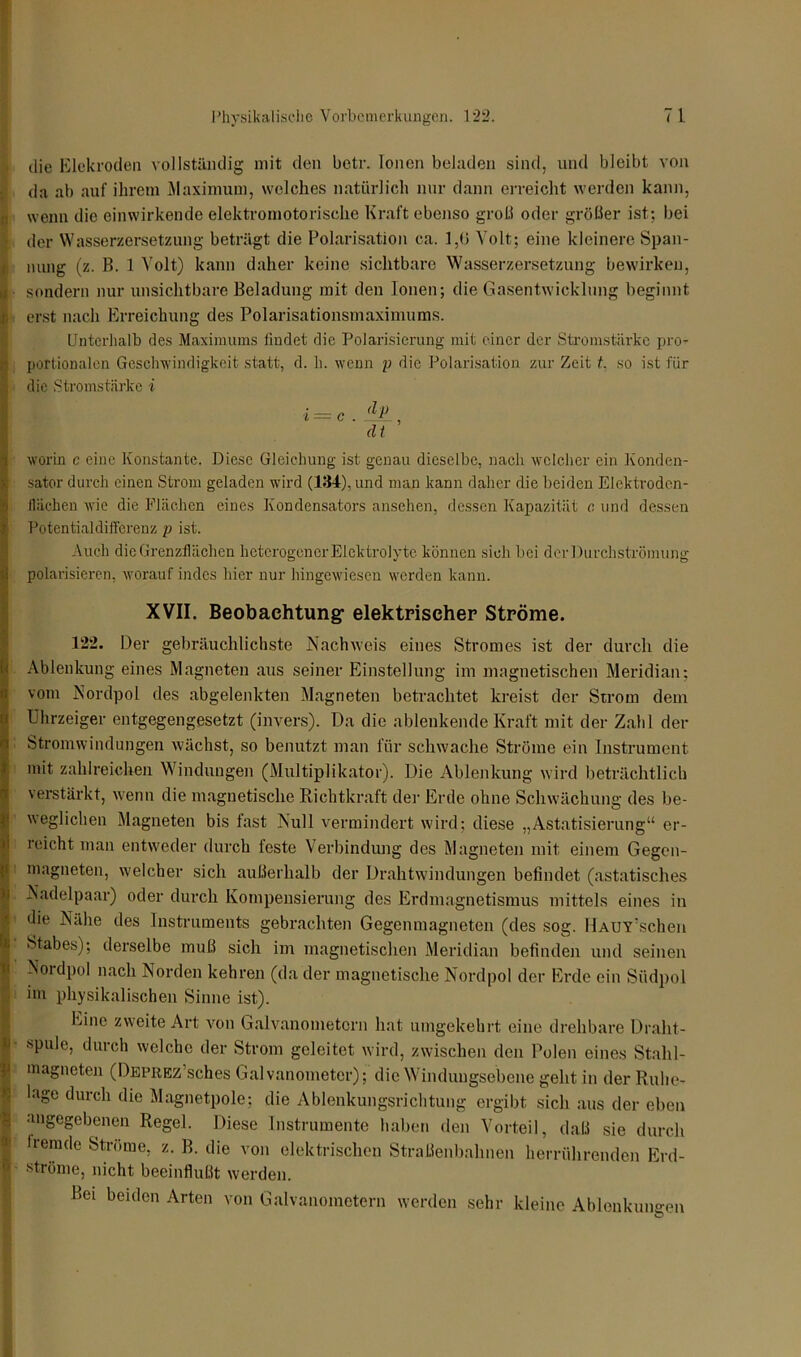 Physikalische Vorbemerkungen. 122. 71
die Elekroden vollständig mit den betr. Ionen beladen sind, und bleibt von
da ab auf ihrem Maximum, welches natürlich nur dann erreicht werden kann,
wenn die einwirkende elektromotorische Kraft ebenso groß oder größer ist; bei
der Wasserzersetzung beträgt die Polarisation ca. 1,6 Volt; eine kleinere Span-
nung (z. B. 1 Volt) kann daher keine sichtbare Wasserzersetzung bewirken,
sondern nur unsichtbare Beladung mit den Ionen; die Gasentwicklung beginnt
erst nach Erreichung des Polarisationsmaximums.
Unterhalb des Maximums findet die Polarisierung mit einer der Stromstärke pro-
portionalen Geschwindigkeit statt, d. h. wenn p die Polarisation zur Zeit t, so ist für
die Stromstärke i
i = c . dp/dt ,
worin c eine Konstante. Diese Gleichung ist genau dieselbe, nach welcher ein Konden-
sator durch einen Strom geladen wird (134), und man kann daher die beiden Elektroden-
flächen wie die Flächen eines Kondensators ansehen, dessen Kapazität c und dessen
Potentialdifferenz p ist.
Auch die Grenzflächen heterogener Elektrolyte können sich bei der Durchströmung
polarisieren, worauf indes hier nur hingewiesen werden kann.
XVII. Beobachtung elektrischer Ströme.
122. Der gebräuchlichste Nachweis eines Stromes ist der durch die
Ablenkung eines Magneten aus seiner Einstellung im magnetischen Meridian;
vom Nordpol des abgelenkten Magneten betrachtet kreist der Strom dem
Uhrzeiger entgegengesetzt (invers). Da die ablenkende Kraft mit der Zahl der
Stromwindungen wächst, so benutzt man für schwache Ströme ein Instrument
mit zahlreichen Windungen (Multiplikator). Die Ablenkung wird beträchtlich
verstärkt, wenn die magnetische Richtkraft der Erde ohne Schwächung des be-
weglichen Magneten bis fast Null vermindert wird; diese „Astatisierung“ er-
reicht man entweder durch feste Verbindung des Magneten mit einem Gegen-
magneten, welcher sich außerhalb der Drahtwindungen befindet (astatisches
Nadelpaar) oder durch Kompensierung des Erdmagnetismus mittels eines in
die Nähe des Instruments gebrachten Gegenmagneten (des sog. HAUY’schen
Stabes); derselbe muß sich im magnetischen Meridian befinden und seinen
Nordpol nach Norden kehren (da der magnetische Nordpol der Erde ein Südpol
im physikalischen Sinne ist).
Eine zweite Art von Galvanometern hat umgekehrt eine drehbare Draht-
spule, durch welche der Strom geleitet wird, zwischen den Polen eines Stahl-
magneten (DEPREZ’sches Galvanometer); die Windungsebene geht in der Ruhe-
lage durch die Magnetpole; die Ablenkungsrichtung ergibt sich aus der eben
angegebenen Regel. Diese Instrumente haben den Vorteil, daß sie durch
fremde Ströme, z. B. die von elektrischen Straßenbahnen herrührenden Erd-
ströme, nicht beeinflußt werden.
Bei beiden Arten von Galvanometern werden sehr kleine Ablenkungen